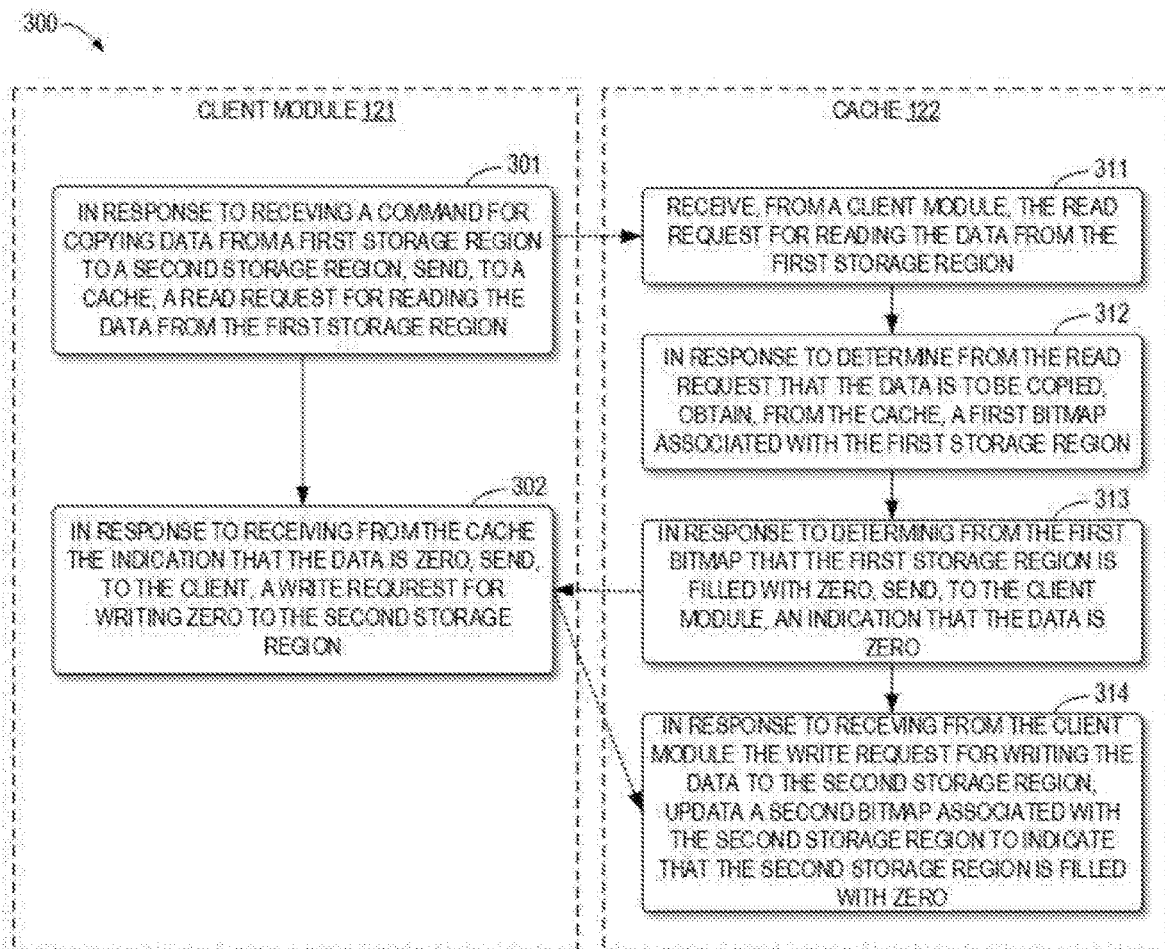 300
CLIENT MODULE 121
301
IN RESPONSE TO RECEVING A COMMAND FOR
COPYING DATA FROM A FIRST STORAGE REGION
TO A SECOND STORAGE REGION, SEND, TO A
CACHE, A READ REQUEST FOR READING THE
DATA FROM THE FIRST STORAGE REGION
302
IN RESPONSE TO RECEIVING FROM THE CACHE
THE INDICATION THAT THE DATA IS ZERO, SEND,
TO THE CLIENT, A WRITE REQUREST FOR
WRITING ZERO TO THE SECOND STORAGE
REGION
CACHE 122
311
RECEIVE, FROM A CLIENT MODULE, THE READ
REQUEST FOR READING THE DATA FROM THE
FIRST STORAGE REGION
312
IN RESPONSE TO DETERMINE FROM THE READ
REQUEST THAT THE DATA IS TO BE COPIED,
OBTAIN, FROM THE CACHE, A FIRST BITMAP
ASSOCIATED WITH THE FIRST STORAGE REGION
313
IN RESPONSE TO DETERMINIG FROM THE FIRST
BITMAP THAT THE FIRST STORAGE REGION IS
FILLED WITH ZERO, SEND, TO THE CLIENT
MODULE, AN INDICATION THAT THE DATA IS
ZERO
314
IN RESPONSE TO RECEVING FROM THE CLIENT
MODULE THE WRITE REQUEST FOR WRITING THE
DATA TO THE SECOND STORAGE REGION,
UPDATA A SECOND BITMAP ASSOCIATED WITH
THE SECOND STORAGE REGION TO INDICATE
THAT THE SECOND STORAGE REGION IS FILLED
WITH ZERO